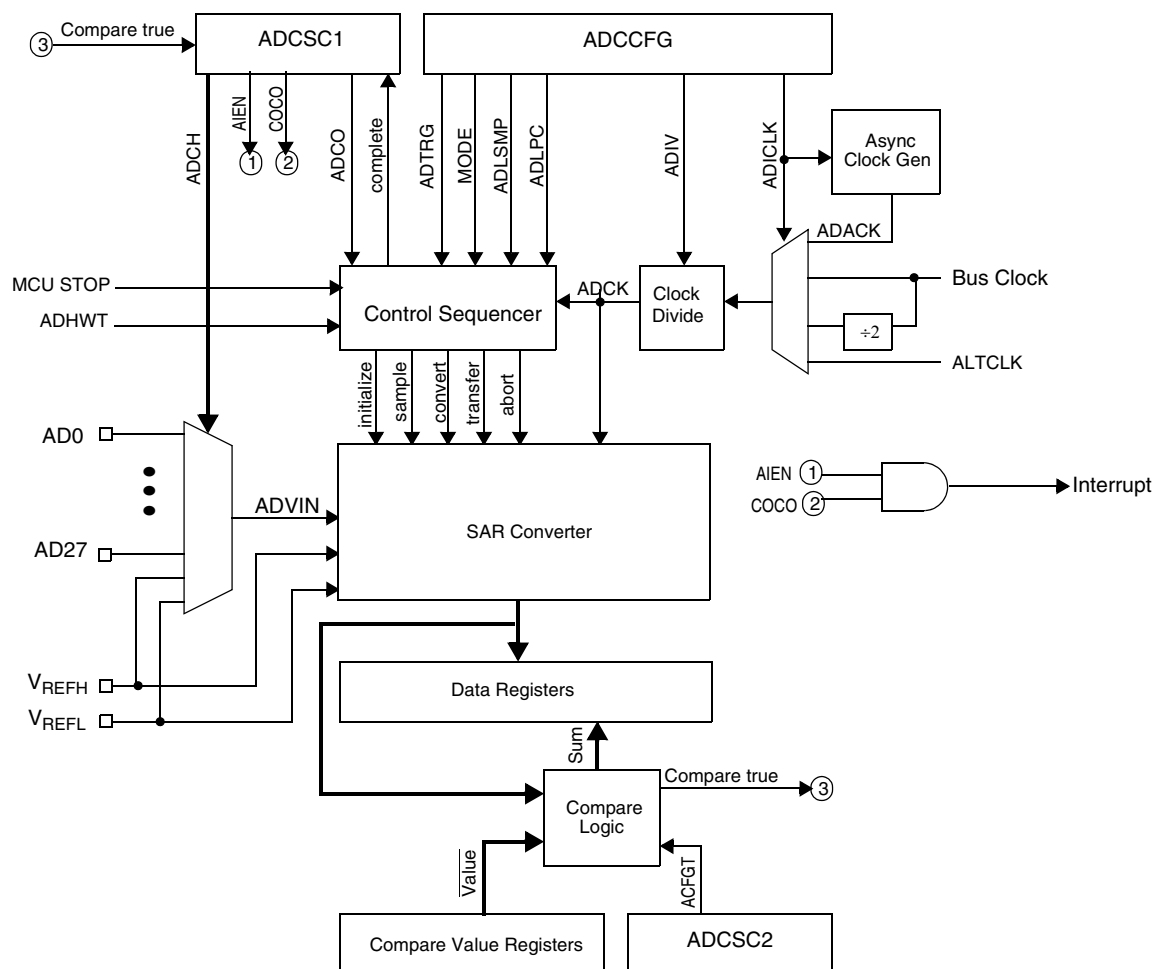 3
Compare true
ADCSC1
ADCCFG
ADCH
AIEN
COCO
ADCO
complete
ADTRG
MODE
ADLSMP
ADLPC
ADIV
ADICLK
Async
Clock Gen
1
2
ADACK
MCU STOP
ADHWT
Control Sequencer
ADCK
Clock
Divide
Bus Clock
÷2
ALTCLK
initialize
sample
convert
transfer
abort
AD0
AD27
ADVIN
SAR Converter
AIEN 1
COCO 2
Interrupt
VREFH
VREFL
Data Registers
Sum
Compare true
3
Compare
Logic
Value
ACFGT
Compare Value Registers
ADCSC2